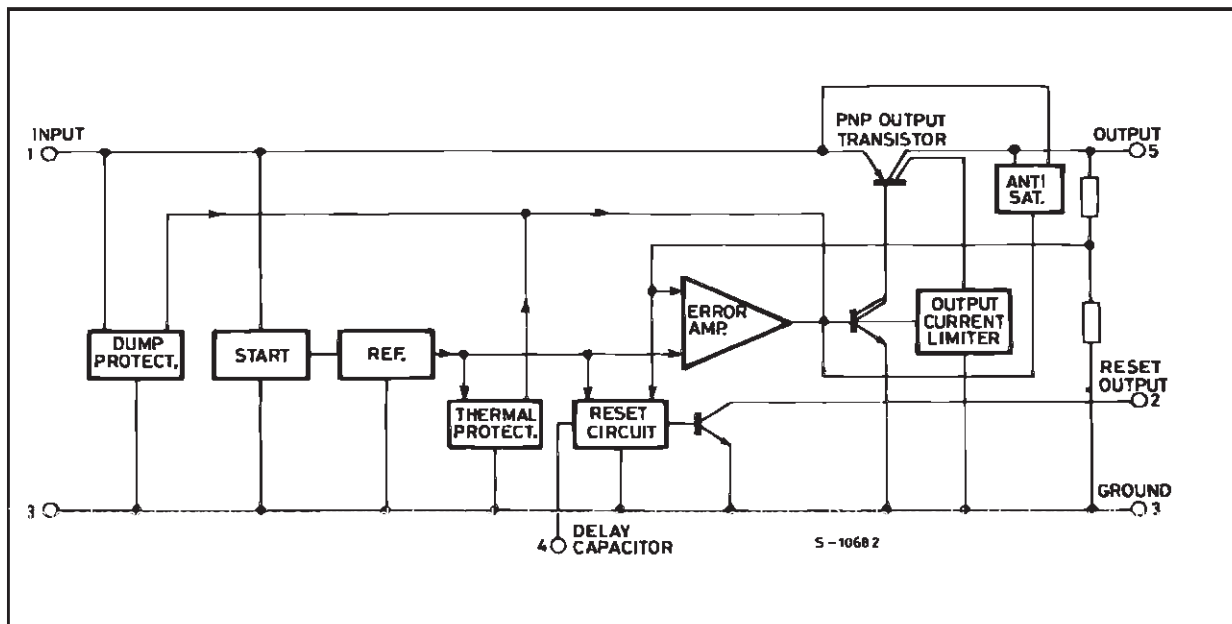 INPUT
1
PNP OUTPUT
TRANSISTOR
OUTPUT
5
ANTI
SAT.
DUMP
PROTECT.
START
REF.
ERROR
AMP.
OUTPUT
CURRENT
LIMITER
THERMAL
PROTECT.
RESET
CIRCUIT
RESET
OUTPUT
2
3
GROUND
3
4
DELAY
CAPACITOR
S-10682